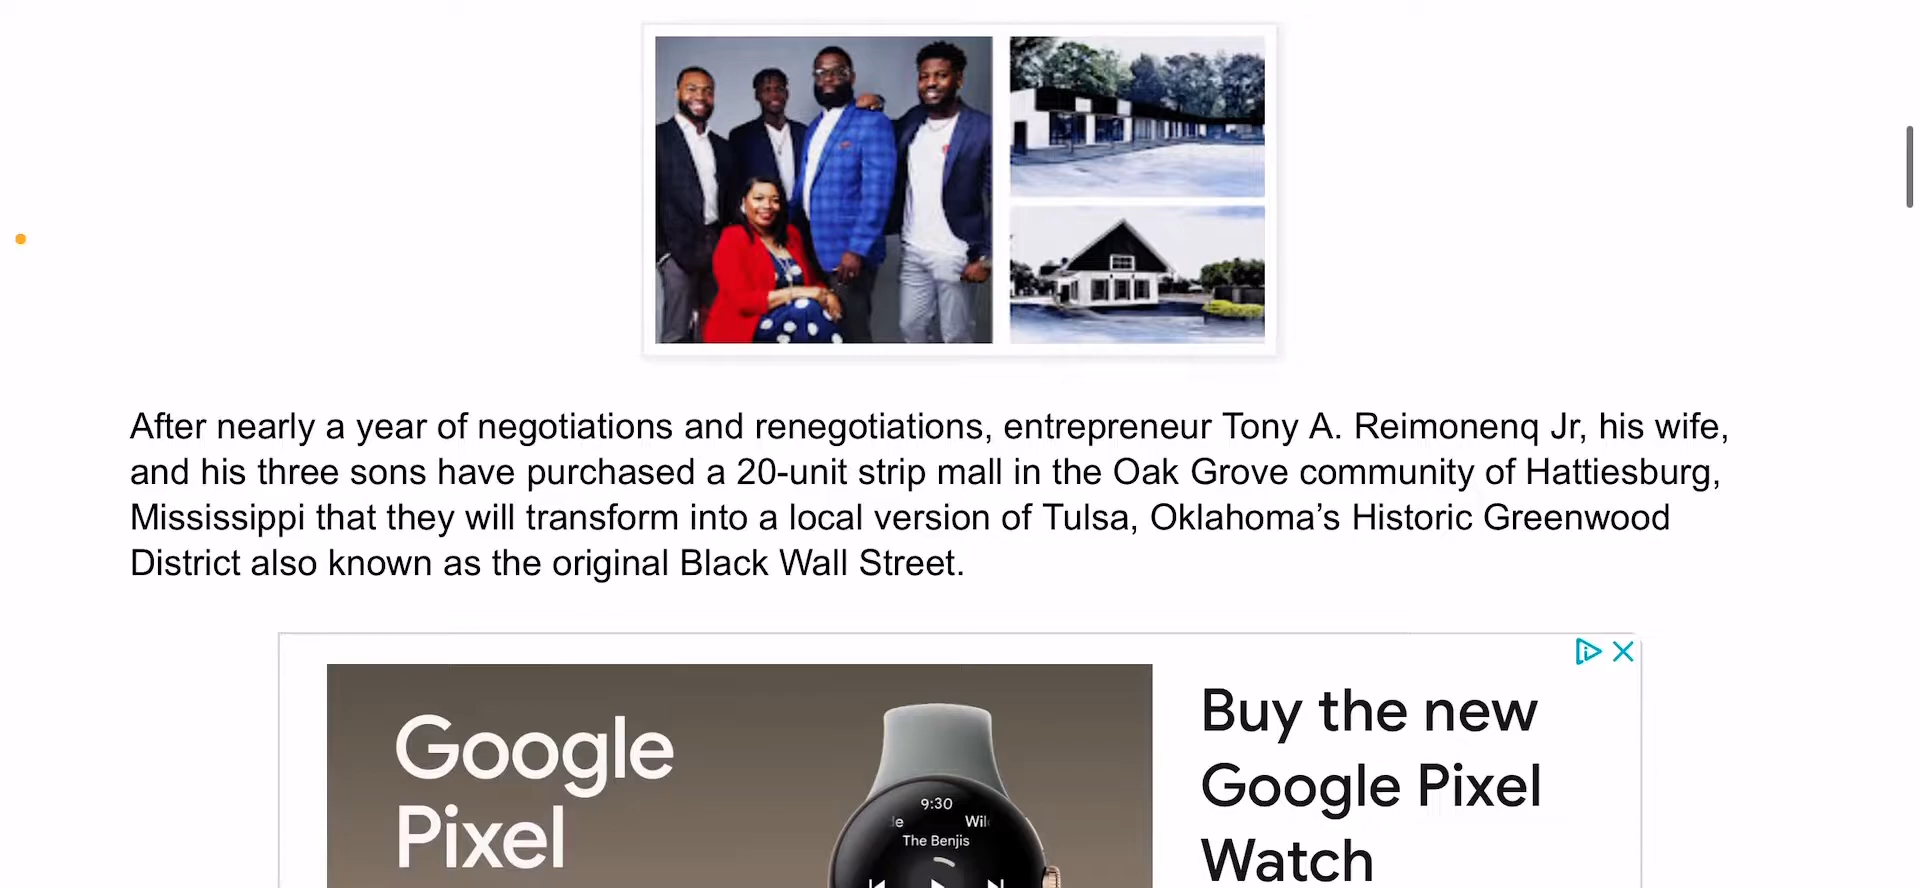 After nearly a year of negotiations and renegotiations, entrepreneur Tony A. Reimonenq Jr, his wife,
and his three sons have purchased a 20-unit strip mall in the Oak Grove community of Hattiesburg,
Mississippi that they will transform into a local version of Tulsa, Oklahoma’s Historic Greenwood
District also known as the original Black Wall Street.
Google
Pixel
9:30
le Wil
The Benjis
Buy the new
Google Pixel
Watch